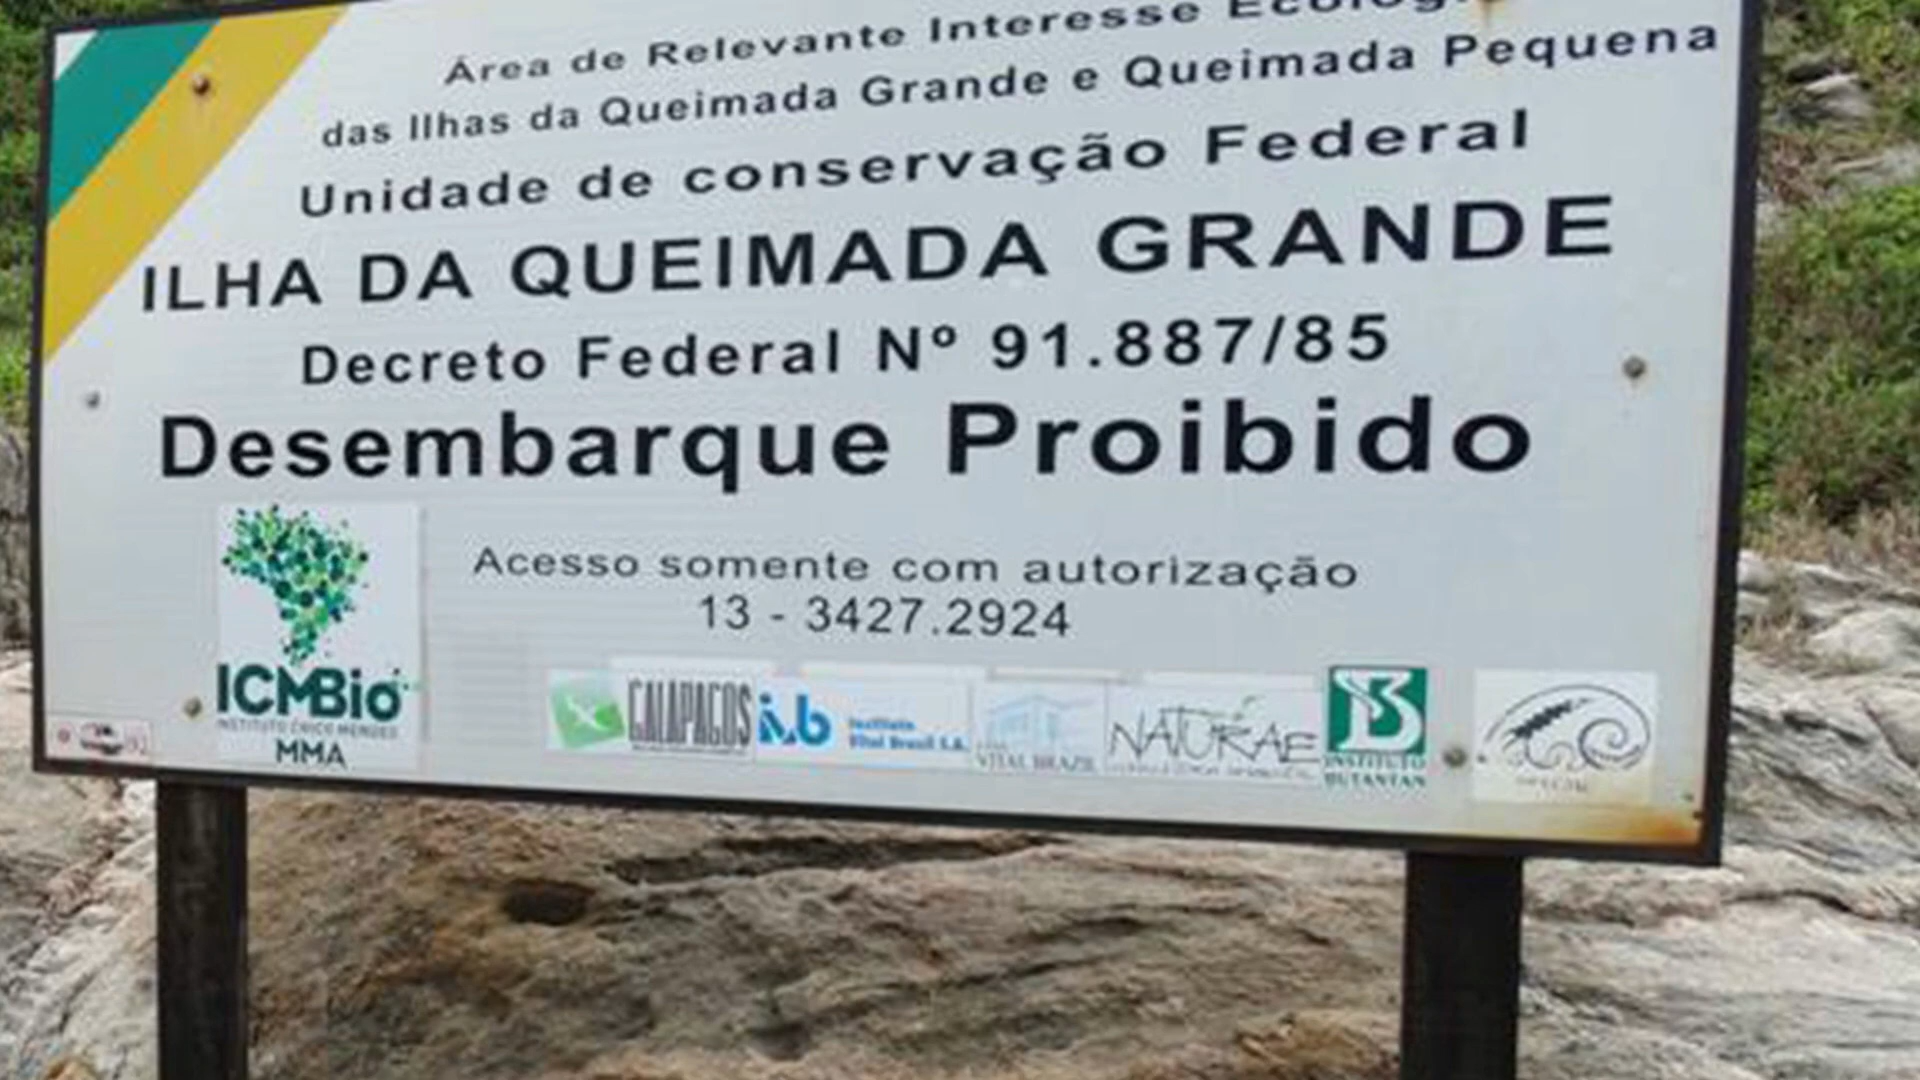 Área de Relevante Interesse
das Ilhas da Queimada Grande e Queimada Pequena
Unidade de conservação Federal
ILHA DA QUEIMADA GRANDE
Decreto Federal Nº 91.887/85
Desembarque Proibido
Acesso somente com autorização
13 - 3427.2924
ICMBio
INSTITUTO CHICO MENDES
MMA
GALAPAGOS
ivb
Instituto
Vital Brazil S.A.
VITAL BRAZIL
NATURAE
INSTITUTO
BUTANTAN